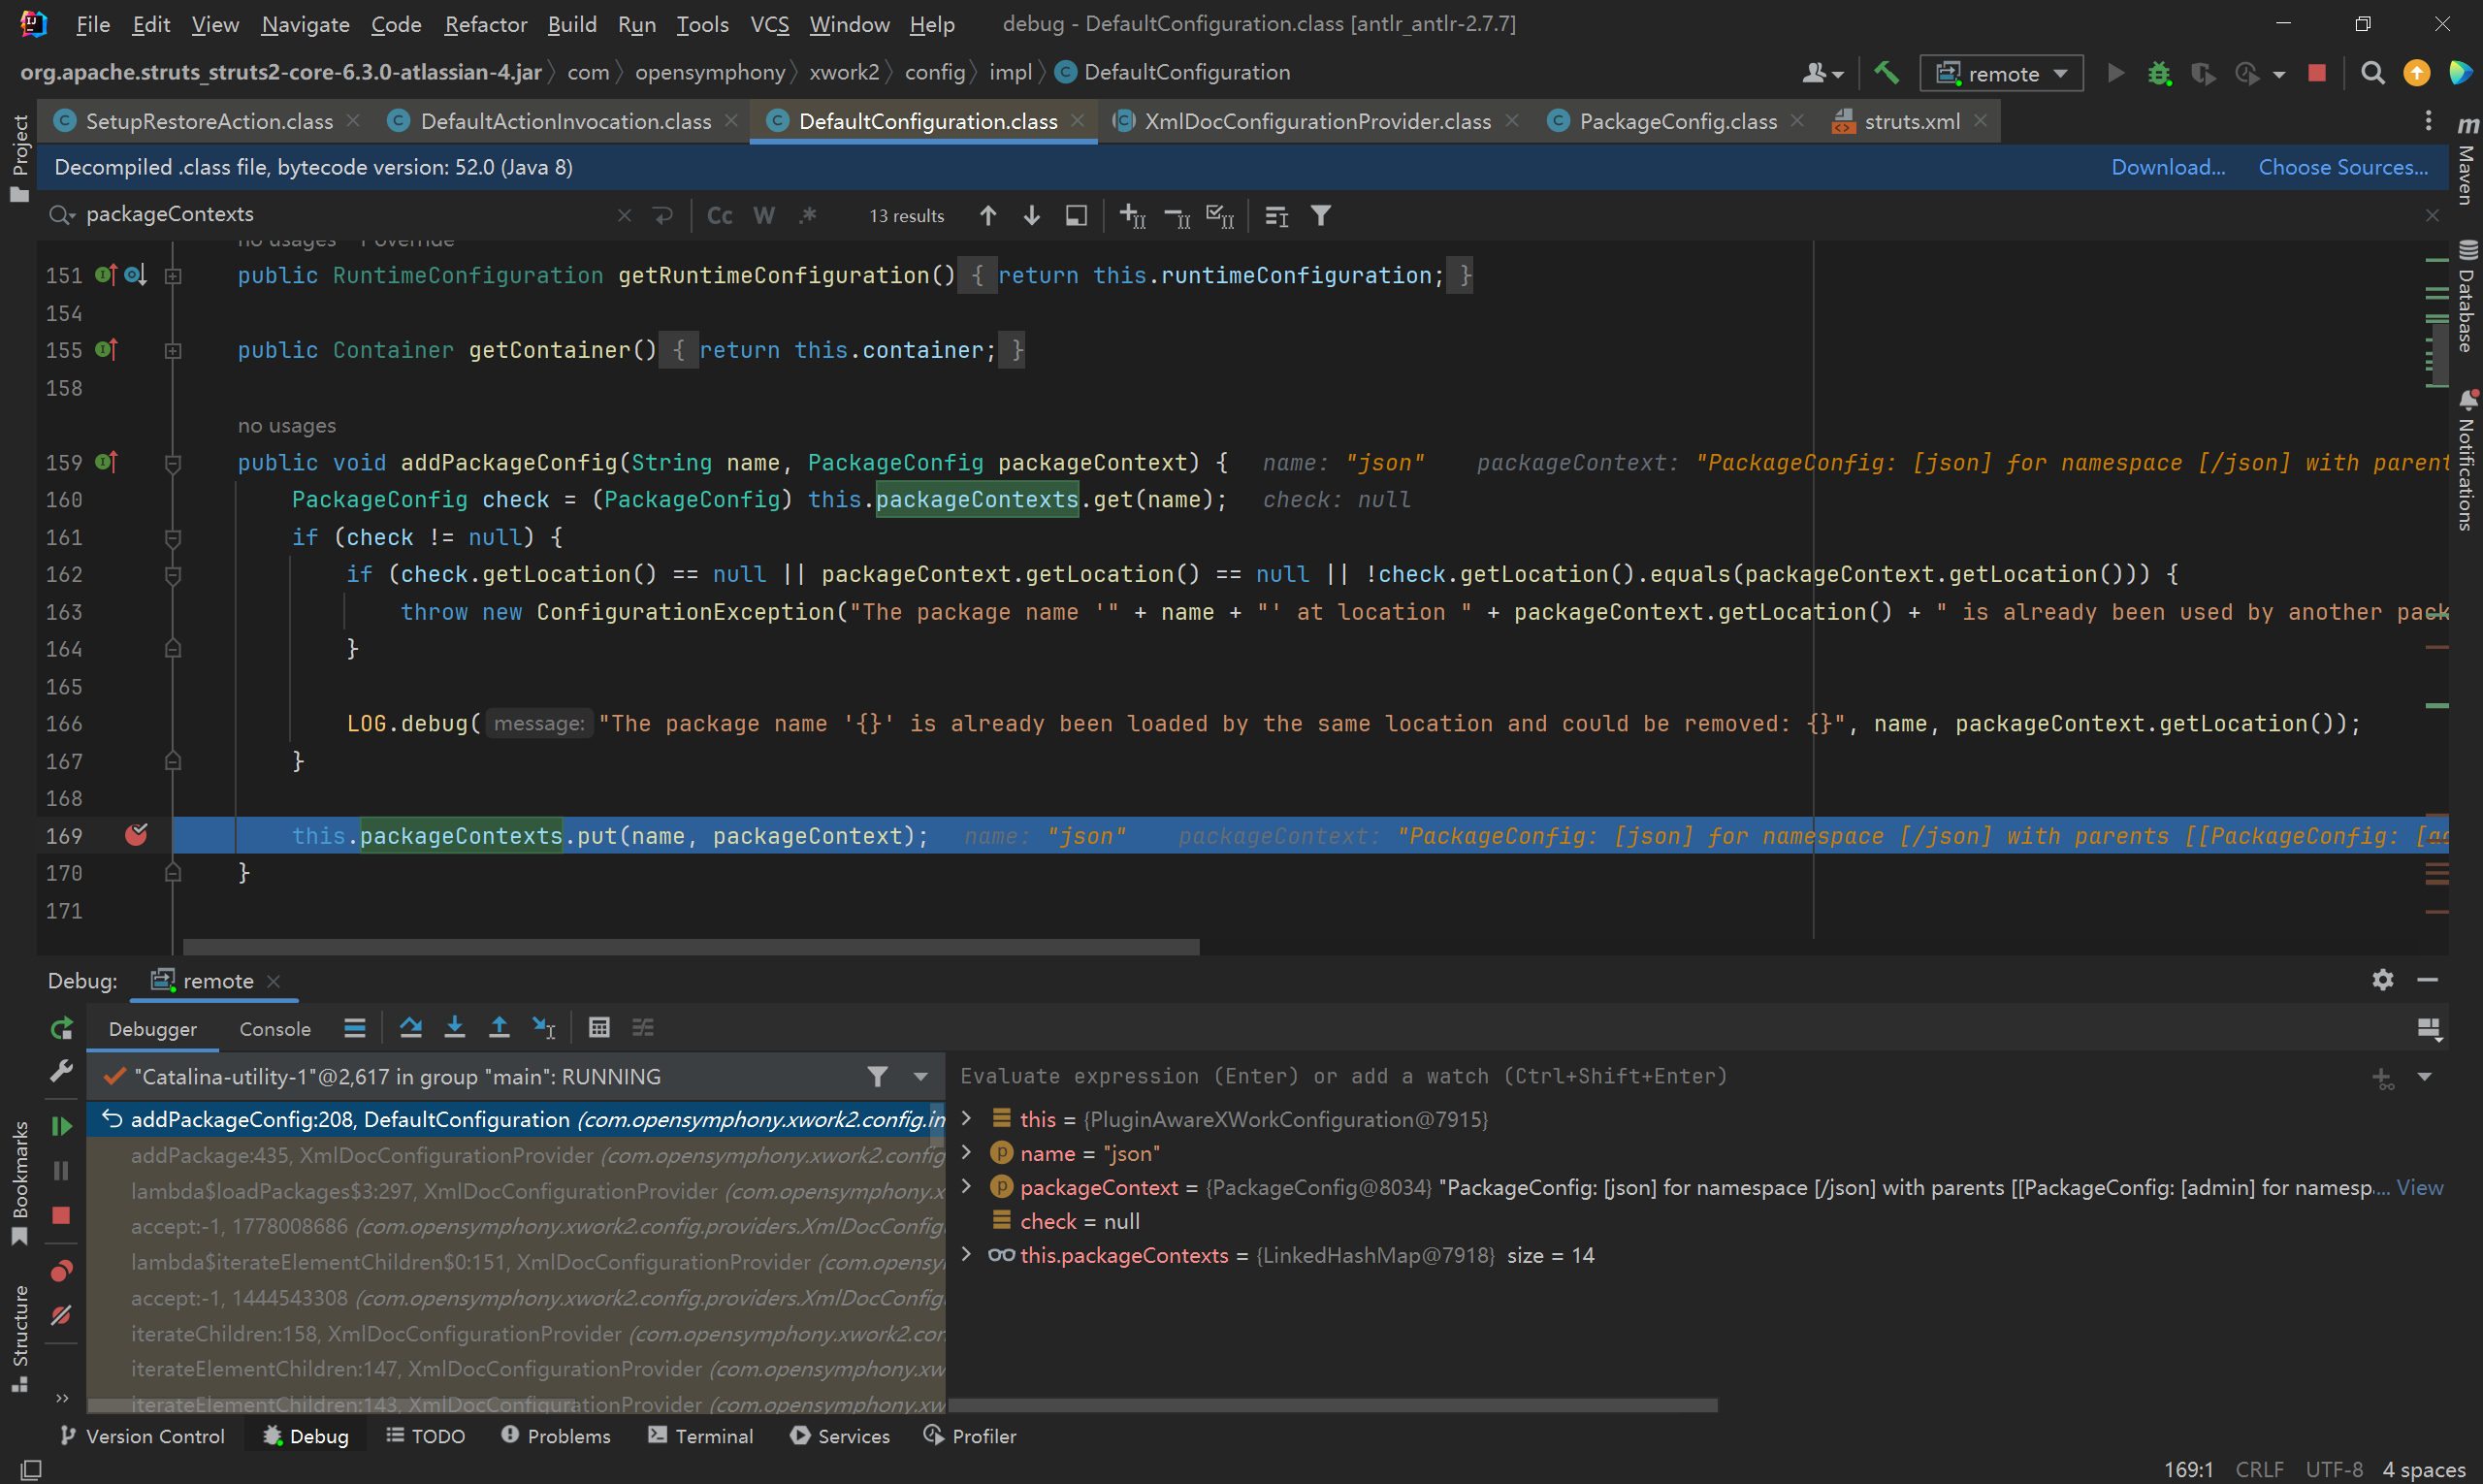 File Edit View Navigate Code Refactor Build Run Tools VCS Window Help debug - DefaultConfiguration.class [antlr_antlr-2.7.7]
org.apache.struts_struts2-core-6.3.0-atlassian-4.jar com opensymphony xwork2 config impl DefaultConfiguration remote
SetupRestoreAction.class DefaultActionInvocation.class DefaultConfiguration.class XmlDocConfigurationProvider.class PackageConfig.class struts.xml
Decompiled .class file, bytecode version: 52.0 (Java 8) Download... Choose Sources...
packageContexts Cc W .* 13 results
no usages 1 override
151 public RuntimeConfiguration getRuntimeConfiguration() { return this.runtimeConfiguration; }
154
155 public Container getContainer() { return this.container; }
158
no usages
159 public void addPackageConfig(String name, PackageConfig packageContext) { name: "json" packageContext: "PackageConfig: [json] for namespace [/json] with parent
160 PackageConfig check = (PackageConfig) this.packageContexts.get(name); check: null
161 if (check != null) {
162 if (check.getLocation() == null || packageContext.getLocation() == null || !check.getLocation().equals(packageContext.getLocation())) {
163 throw new ConfigurationException("The package name '" + name + "' at location " + packageContext.getLocation() + " is already been used by another pack
164 }
165
166 LOG.debug( message: "The package name '{}' is already been loaded by the same location and could be removed: {}", name, packageContext.getLocation());
167 }
168
169 this.packageContexts.put(name, packageContext); name: "json" packageContext: "PackageConfig: [json] for namespace [/json] with parents [[PackageConfig: [ad
170 }
171
Project
Bookmarks
Structure
Maven
Database
Notifications
Debug: remote
Debugger Console
"Catalina-utility-1"@2,617 in group "main": RUNNING
addPackageConfig:208, DefaultConfiguration (com.opensymphony.xwork2.config.in
addPackage:435, XmlDocConfigurationProvider (com.opensymphony.xwork2.config
lambda$loadPackages$3:297, XmlDocConfigurationProvider (com.opensymphony.x
accept:-1, 1778008686 (com.opensymphony.xwork2.config.providers.XmlDocConfig
lambda$iterateElementChildren$0:151, XmlDocConfigurationProvider (com.opensy
accept:-1, 1444543308 (com.opensymphony.xwork2.config.providers.XmlDocConfig
iterateChildren:158, XmlDocConfigurationProvider (com.opensymphony.xwork2.con
iterateElementChildren:147, XmlDocConfigurationProvider (com.opensymphony.xw
iterateElementChildren:143, XmlDocConfigurationProvider (com.opensymphony.xw
Evaluate expression (Enter) or add a watch (Ctrl+Shift+Enter)
this = {PluginAwareXWorkConfiguration@7915}
name = "json"
packageContext = {PackageConfig@8034} "PackageConfig: [json] for namespace [/json] with parents [[PackageConfig: [admin] for namesp... View
check = null
this.packageContexts = {LinkedHashMap@7918} size = 14
Version Control Debug TODO Problems Terminal Services Profiler
169:1 CRLF UTF-8 4 spaces